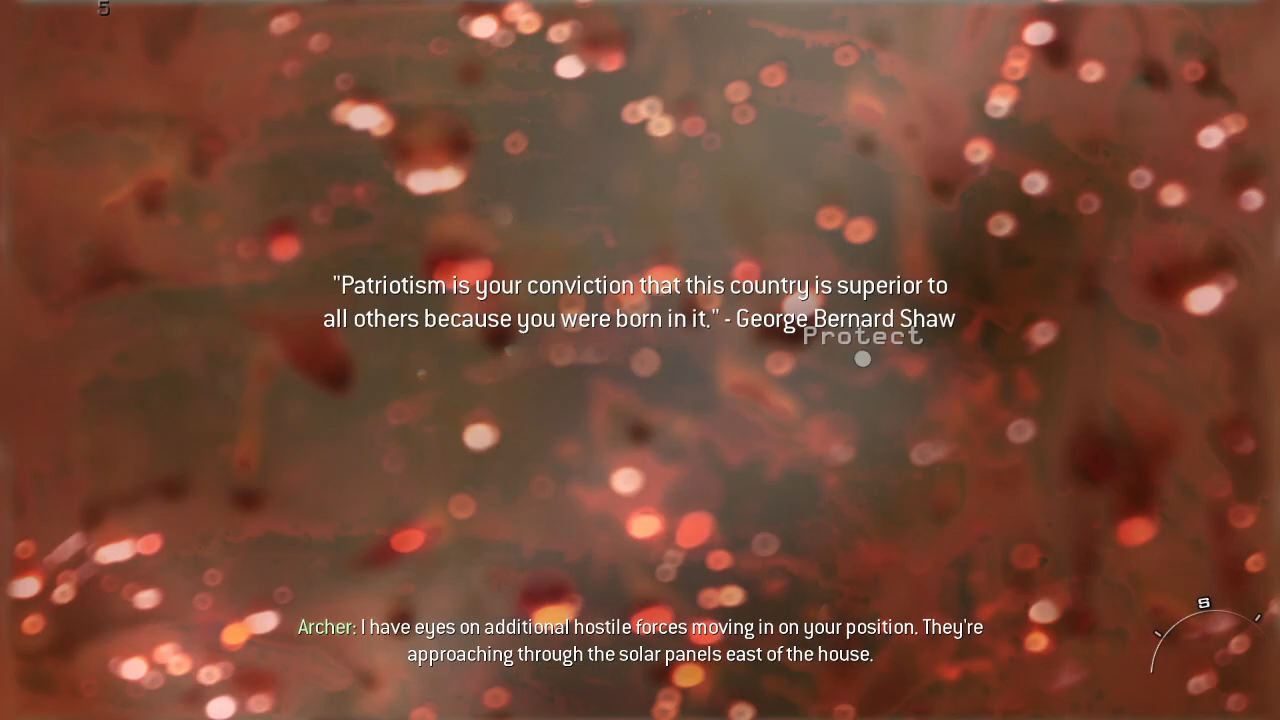 5
"Patriotism is your conviction that this country is superior to
all others because you were born in it." - George Bernard Shaw
Protect
S
Archer: I have eyes on additional hostile forces moving in on your position. They're
approaching through the solar panels east of the house.